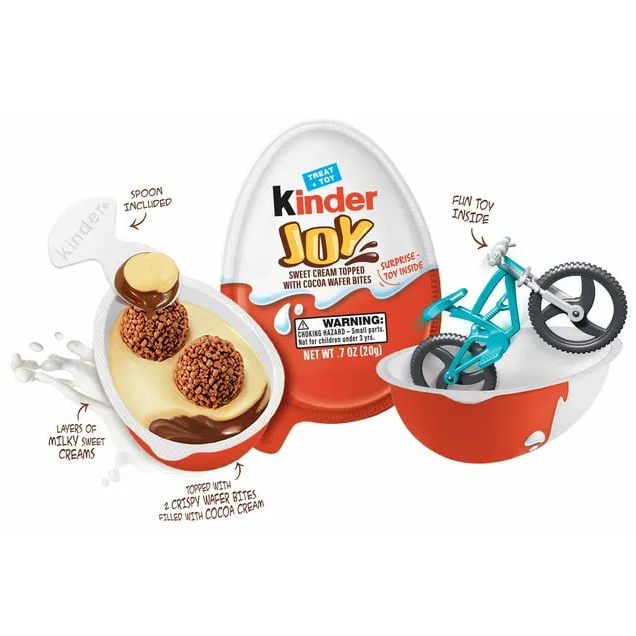 SPOON
INCLUDED
Kinder
TREAT
+ TOY
Kinder
JOY
SWEET CREAM TOPPED
WITH COCOA WAFER BITES
SURPRISE-
TOY INSIDE
WARNING:
CHOKING HAZARD - Small parts.
Not for children under 3 yrs.
NET WT .7 OZ (20g)
FUN TOY
INSIDE
LAYERS OF
MILKY SWEET
CREAMS
TOPPED WITH
2 CRISPY WAFER BITES
FILLED WITH COCOA CREAM